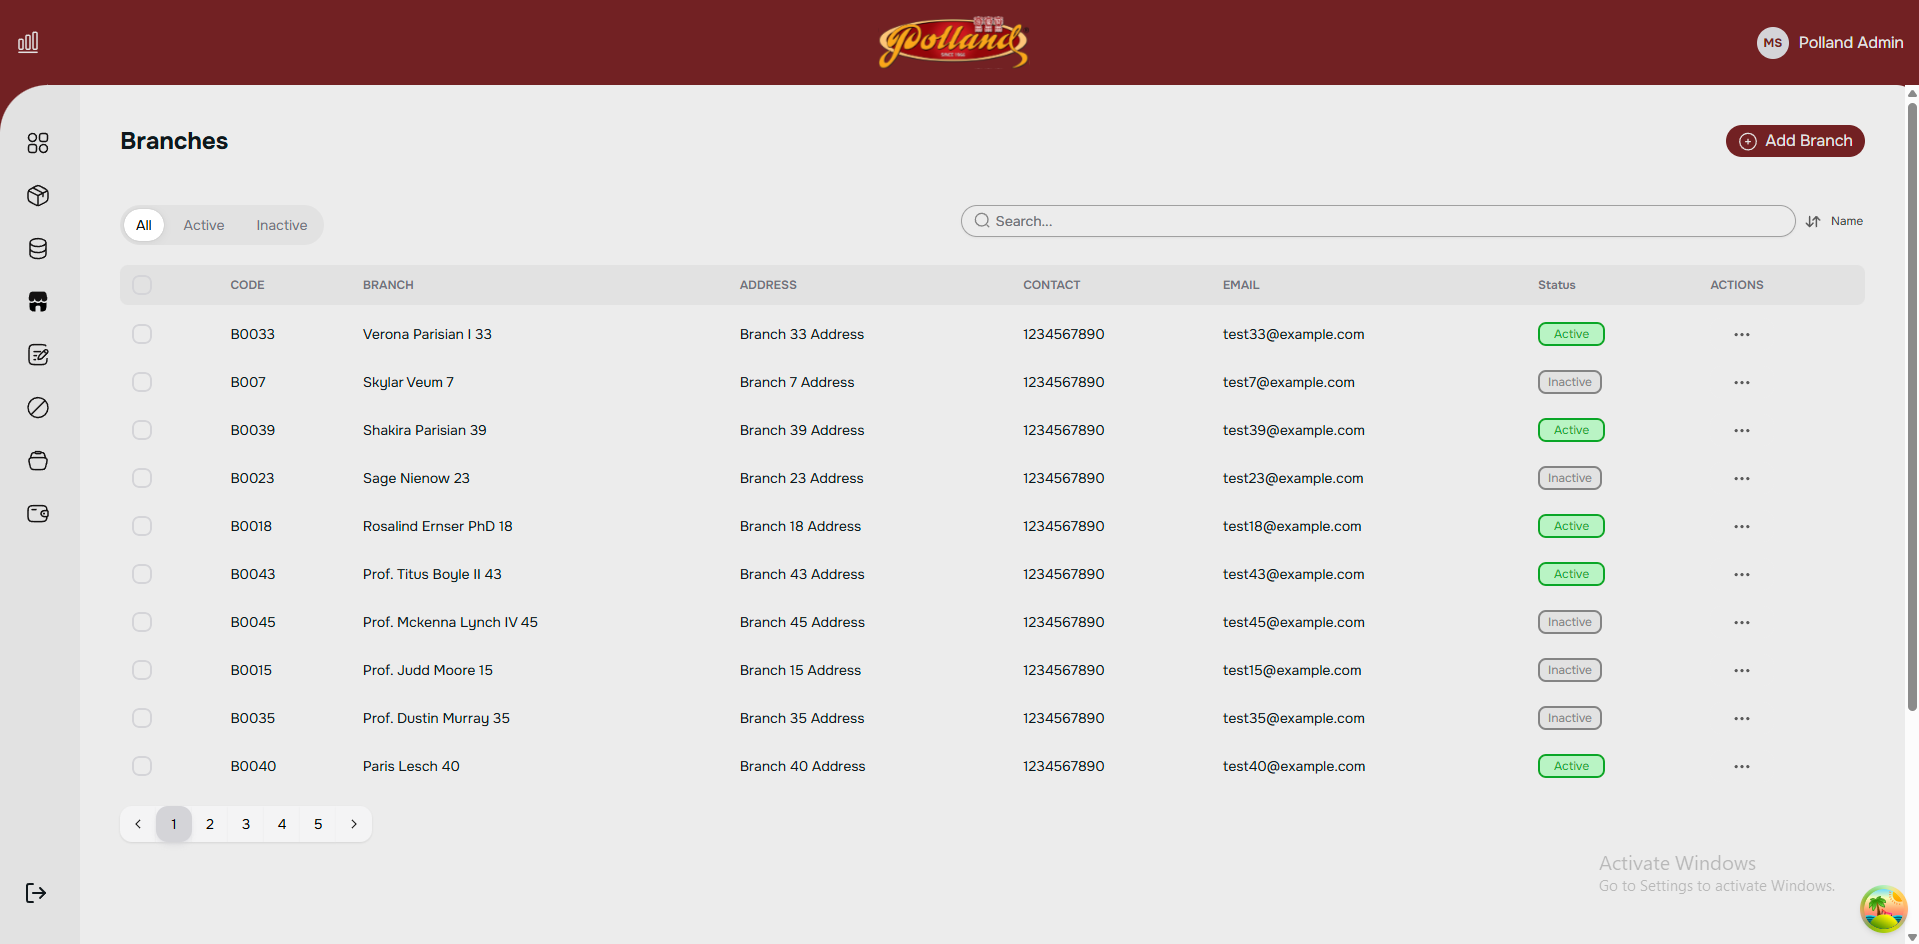 Polland
SINCE 1966
MS Polland Admin
Branches
Add Branch
All Active Inactive
Search...
Name
CODE BRANCH ADDRESS CONTACT EMAIL Status ACTIONS
B0033 Verona Parisian I 33 Branch 33 Address 1234567890 test33@example.com Active
B007 Skylar Veum 7 Branch 7 Address 1234567890 test7@example.com Inactive
B0039 Shakira Parisian 39 Branch 39 Address 1234567890 test39@example.com Active
B0023 Sage Nienow 23 Branch 23 Address 1234567890 test23@example.com Inactive
B0018 Rosalind Ernser PhD 18 Branch 18 Address 1234567890 test18@example.com Active
B0043 Prof. Titus Boyle II 43 Branch 43 Address 1234567890 test43@example.com Active
B0045 Prof. Mckenna Lynch IV 45 Branch 45 Address 1234567890 test45@example.com Inactive
B0015 Prof. Judd Moore 15 Branch 15 Address 1234567890 test15@example.com Inactive
B0035 Prof. Dustin Murray 35 Branch 35 Address 1234567890 test35@example.com Inactive
B0040 Paris Lesch 40 Branch 40 Address 1234567890 test40@example.com Active
1 2 3 4 5
Activate Windows
Go to Settings to activate Windows.